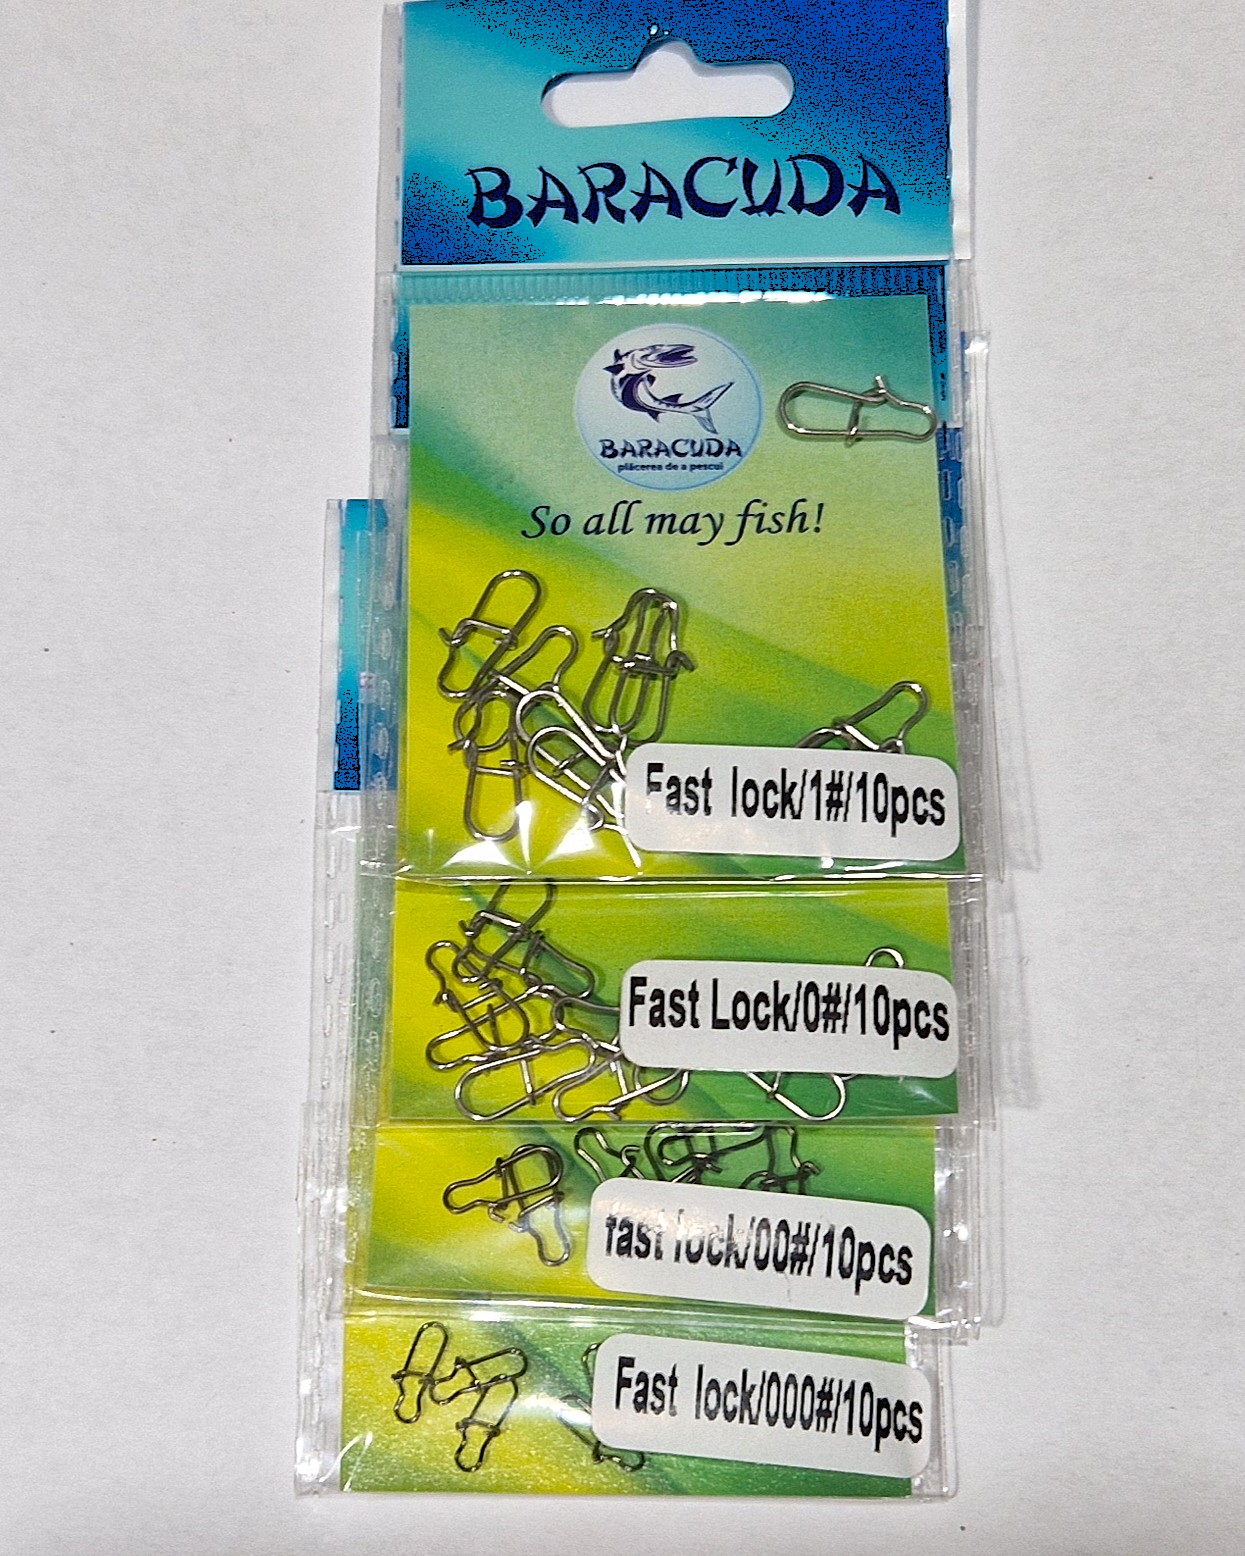 BARACUDA
BARACUDA
plăcerea de a pescui
So all may fish!
Fast lock/1#/10pcs
Fast Lock/0#/10pcs
fast lock/00#/10pcs
Fast lock/000#/10pcs